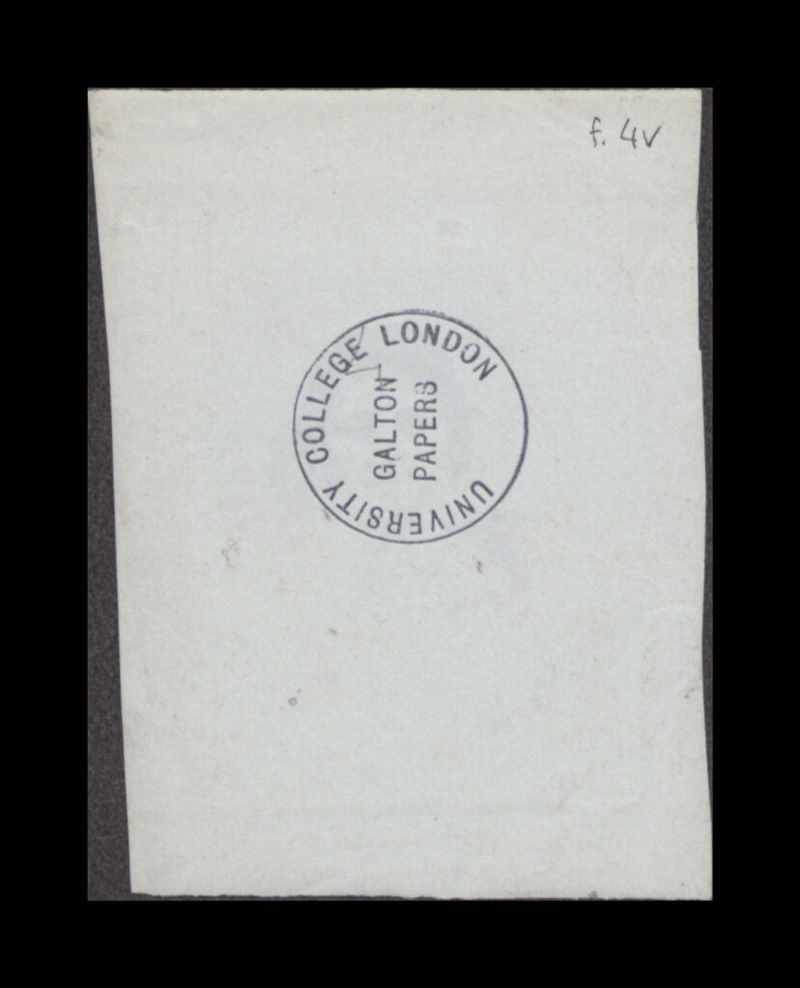 f. 4v
UNIVERSITY COLLEGE LONDON
GALTON
PAPERS